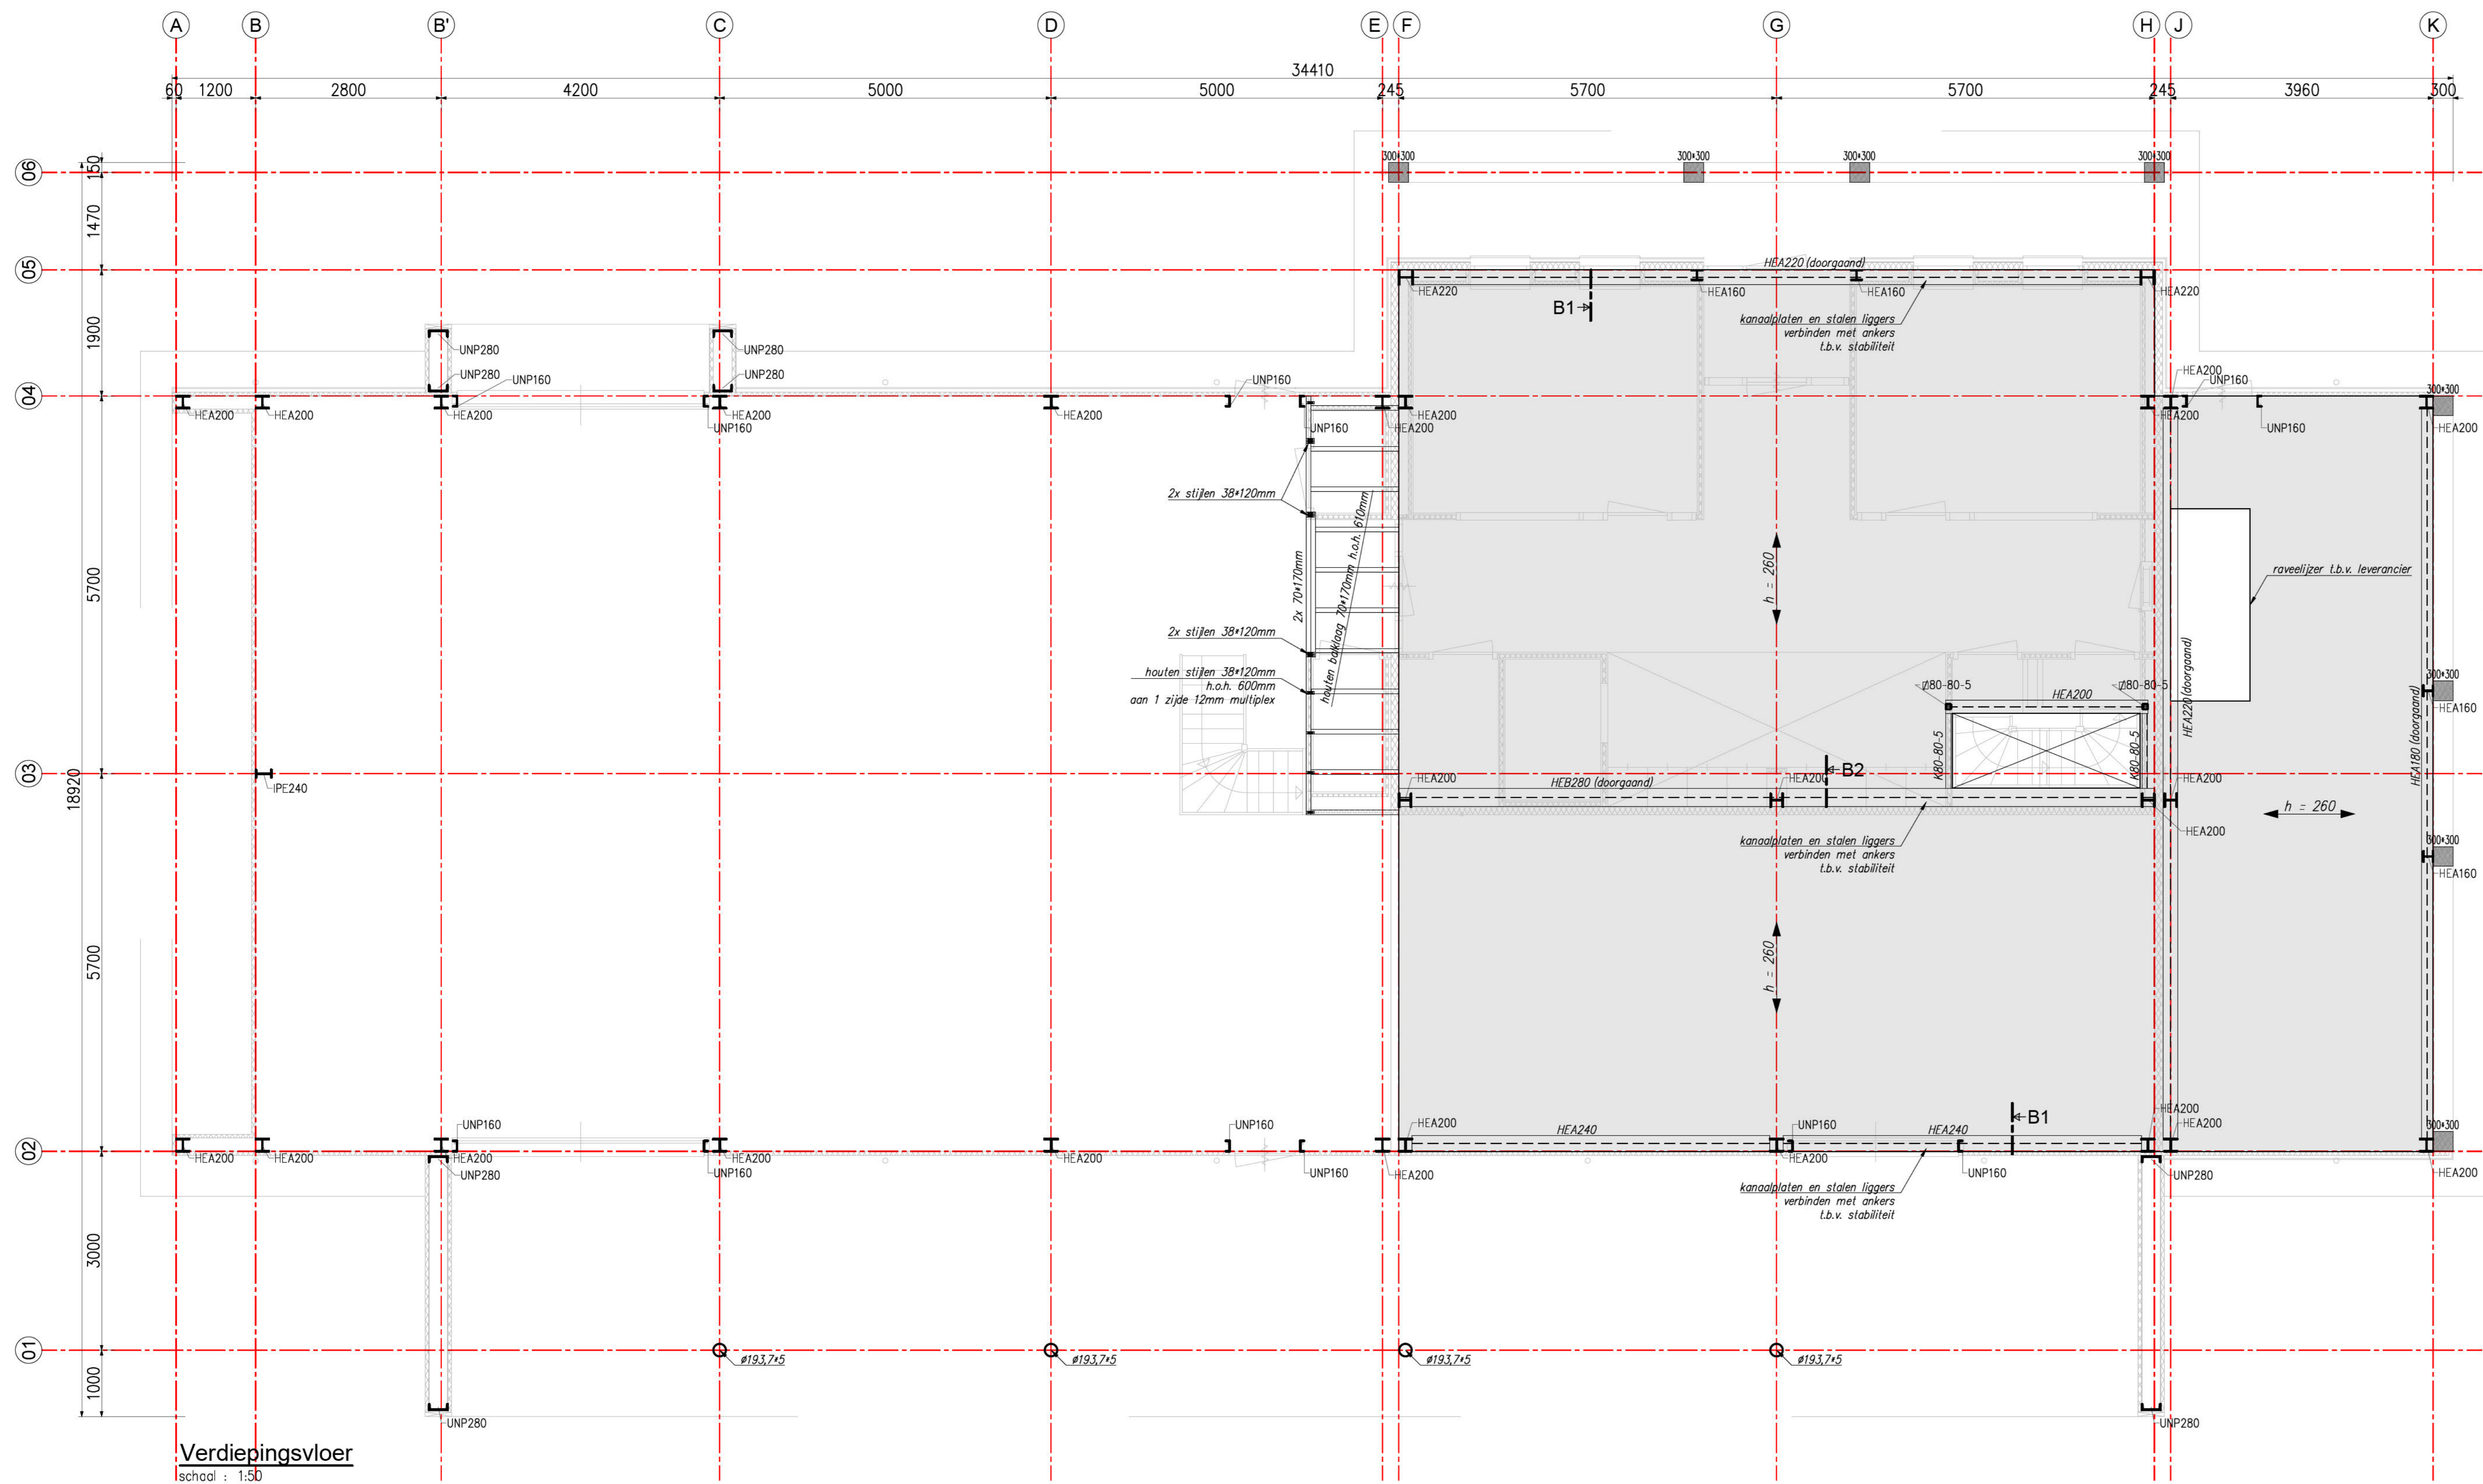 A B B' C D E F G H J K
34410
60 1200 2800 4200 5000 5000 245 5700 5700 245 3960 300
300*300 300*300 300*300 300*300
06
150
1470
05
HEA220 (doorgaand)
HEA220 HEA160 HEA160 HEA220
B1
kanaalplaten en stalen liggers
verbinden met ankers
t.b.v. stabiliteit
1900
UNP280 UNP280
UNP280 UNP160 UNP280 UNP160
HEA200
UNP160
300*300
04
HEA200 HEA200 HEA200 HEA200 HEA200 HEA200 HEA200
UNP160 UNP160 HEA200 UNP160 HEA200
2x stijlen 38*120mm
houten balklaag 70*170mm h.o.h. 610mm
2x 70*170mm
5700
h = 260
raveelijzer t.b.v. leverancier
2x stijlen 38*120mm
houten stijlen 38*120mm
h.o.h. 600mm
aan 1 zijde 12mm multiplex
80-80-5 HEA200 80-80-5
K80-80-5 K80-80-5
HEA220 (doorgaand)
HEA180 (doorgaand)
300*300
HEA160
03
18920
IPE240
HEA200 HEB280 (doorgaand) HEA200 B2 HEA200
h = 260
HEA200
kanaalplaten en stalen liggers
verbinden met ankers
t.b.v. stabiliteit
300*300
HEA160
5700
h = 260
UNP160 UNP160 HEA200 UNP160 B1 HEA200
HEA240 HEA240 HEA200 300*300
02
HEA200 HEA200 HEA200 HEA200 HEA200 HEA200
UNP280 UNP160 UNP160 HEA200 UNP160 UNP280 HEA200
kanaalplaten en stalen liggers
verbinden met ankers
t.b.v. stabiliteit
3000
01
ø193,7*5 ø193,7*5 ø193,7*5 ø193,7*5
1000
UNP280 UNP280
Verdiepingsvloer
schaal : 1:50